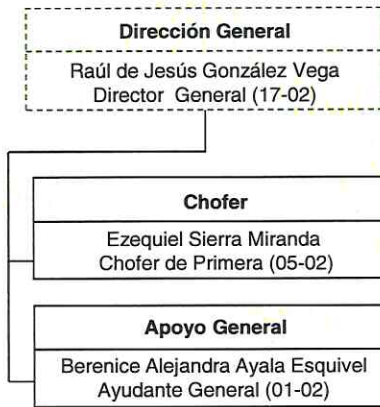 Dirección General
Raúl de Jesús González Vega
Director General (17-02)
Chofer
Ezequiel Sierra Miranda
Chofer de Primera (05-02)
Apoyo General
Berenice Alejandra Ayala Esquivel
Ayudante General (01-02)